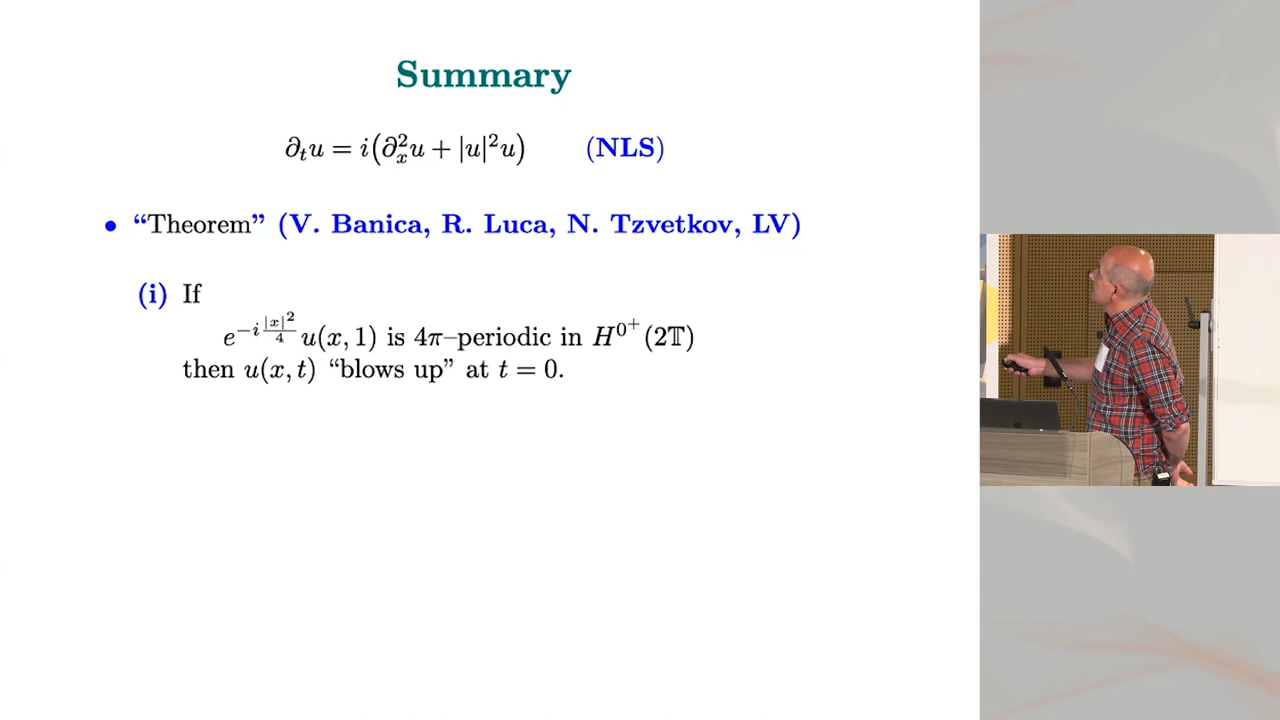 Summary
∂ₜu = i(∂ₓ²u + |u|²u) (NLS)
• “Theorem” (V. Banica, R. Luca, N. Tzvetkov, LV)
(i) If
e^{−i|x|²/4} u(x, 1) is 4π–periodic in H^{0⁺}(2𝕋)
then u(x, t) “blows up” at t = 0.